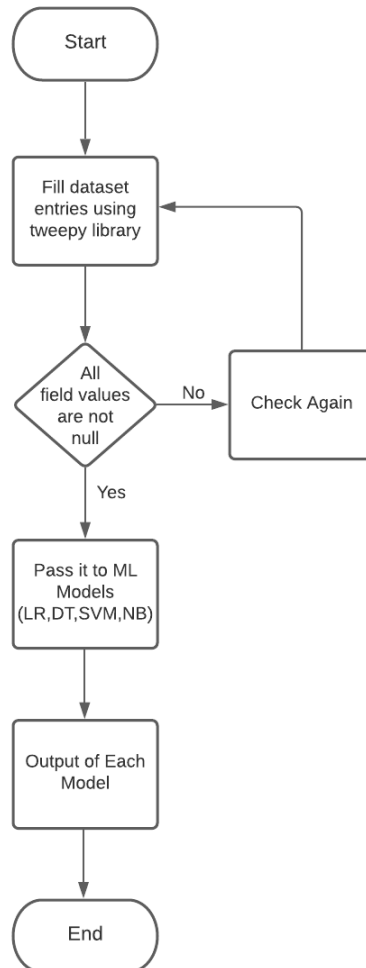 Start
Fill dataset
entries using
tweepy library
All
field values
are not
null
No
Check Again
Yes
Pass it to ML
Models
(LR,DT,SVM,NB)
Output of Each
Model
End